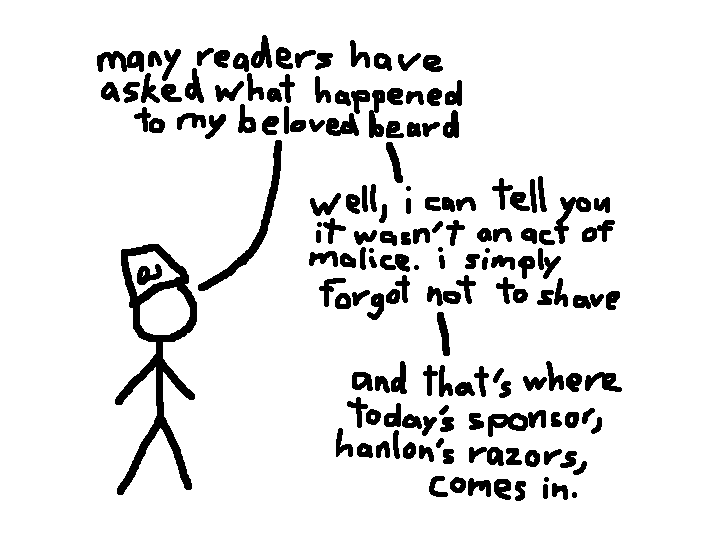 many readers have
asked what happened
to my beloved beard
well, i can tell you
it wasn't an act of
malice. i simply
forgot not to shave
and that's where
today's sponsor,
hanlon's razors,
comes in.